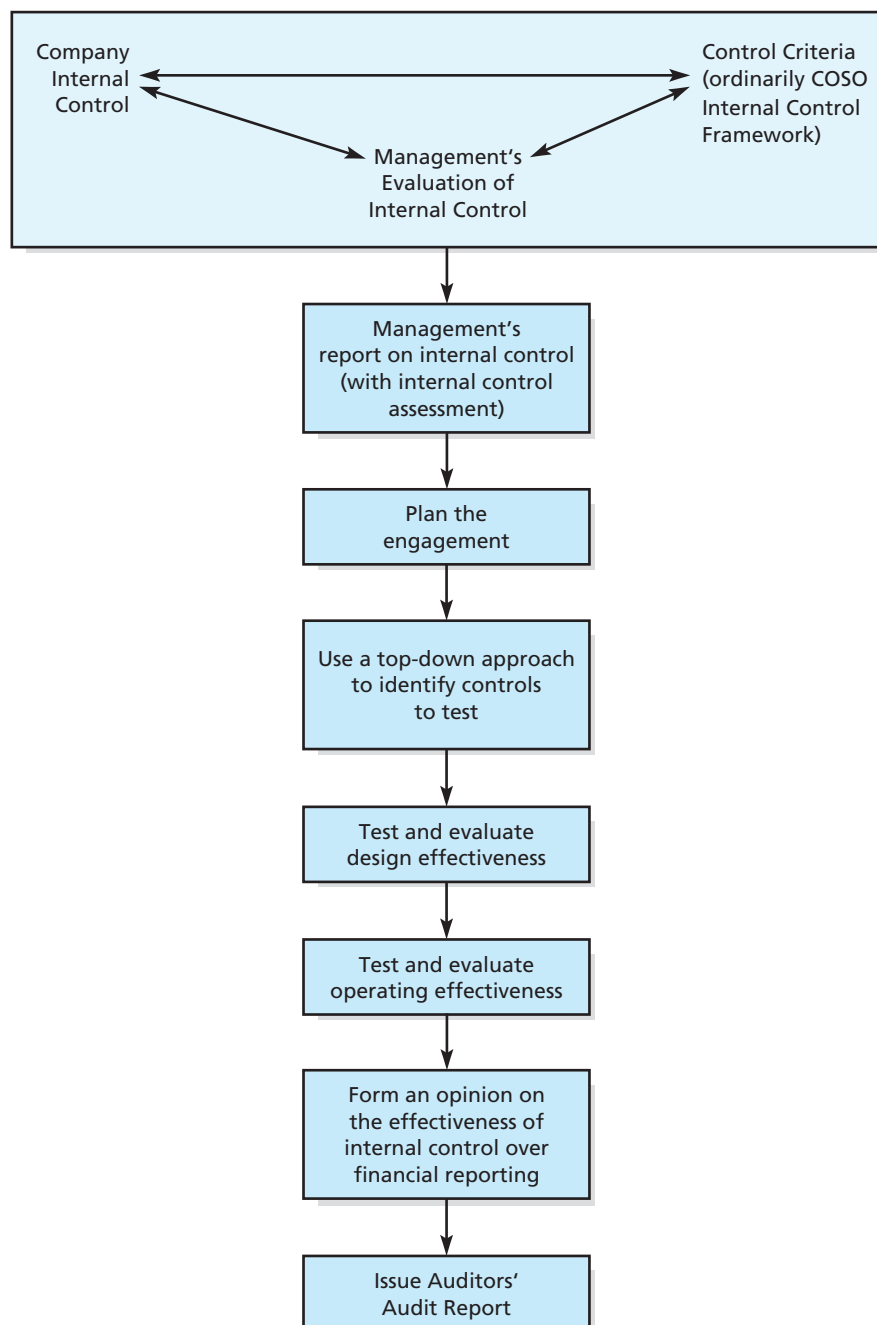 Company
Internal
Control
Control Criteria
(ordinarily COSO
Internal Control
Framework)
Management‘s
Evaluation of
Internal Control
Management’s
report on internal control
(with internal control
assessment)
Plan the
engagement
Use a top-down approach
to identify controls
to test
Test and evaluate
design effectiveness
Test and evaluate
operating effectiveness
Form an opinion on
the effectiveness of
internal control over
financial reporting
Issue Auditors‘
Audit Report